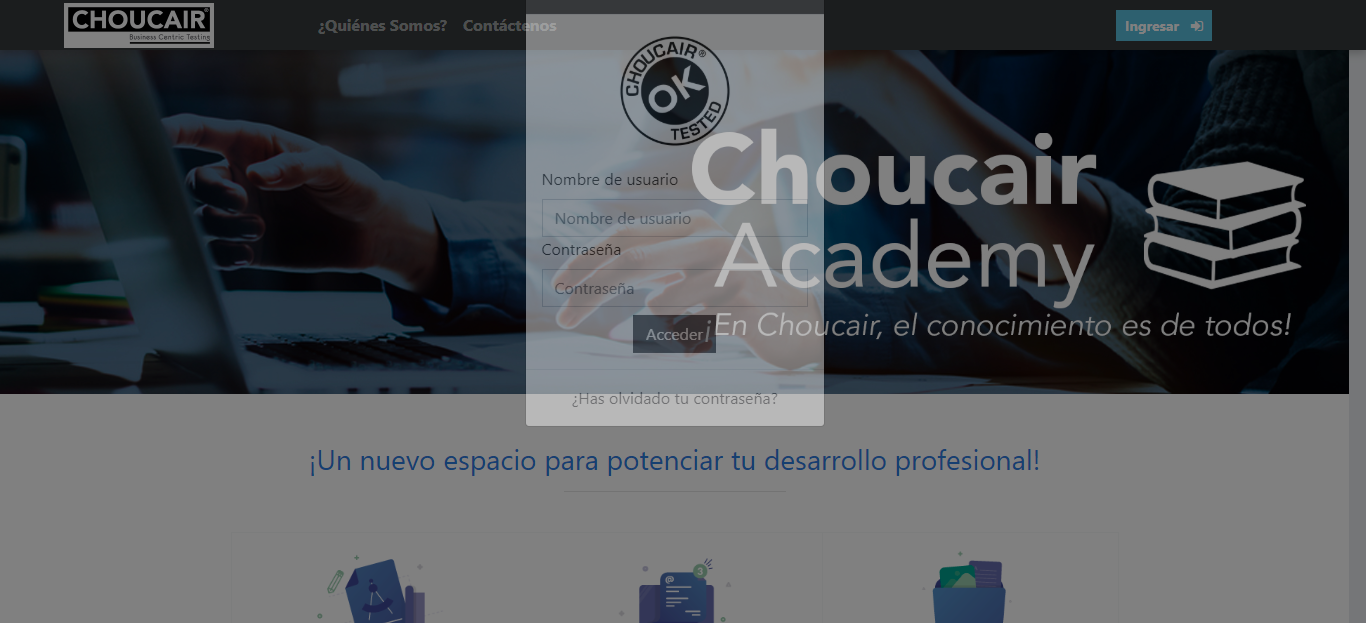 CHOUCAIR®
Business Centric Testing
¿Quiénes Somos?
Contáctenos
Ingresar
CHOUCAIR®
OK
TESTED
Nombre de usuario
Nombre de usuario
Contraseña
Contraseña
Acceder
¿Has olvidado tu contraseña?
Choucair
Academy
¡En Choucair, el conocimiento es de todos!
¡Un nuevo espacio para potenciar tu desarrollo profesional!
@
3